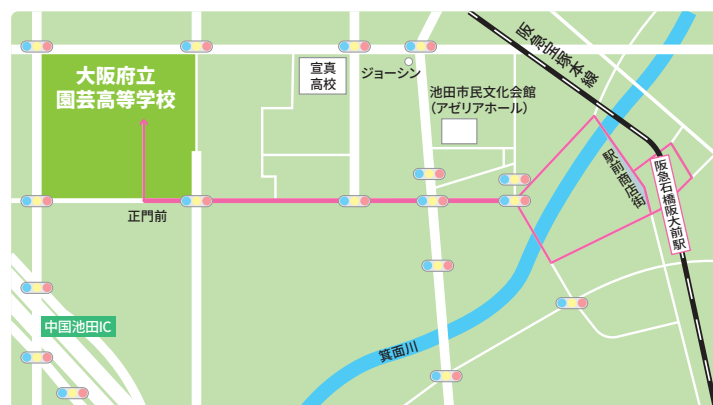 阪急宝塚本線
大阪府立
園芸高等学校
宣真
高校
ジョーシン
池田市民文化会館
（アゼリアホール）
駅前商店街
阪急石橋阪大前駅
正門前
中国池田IC
箕面川